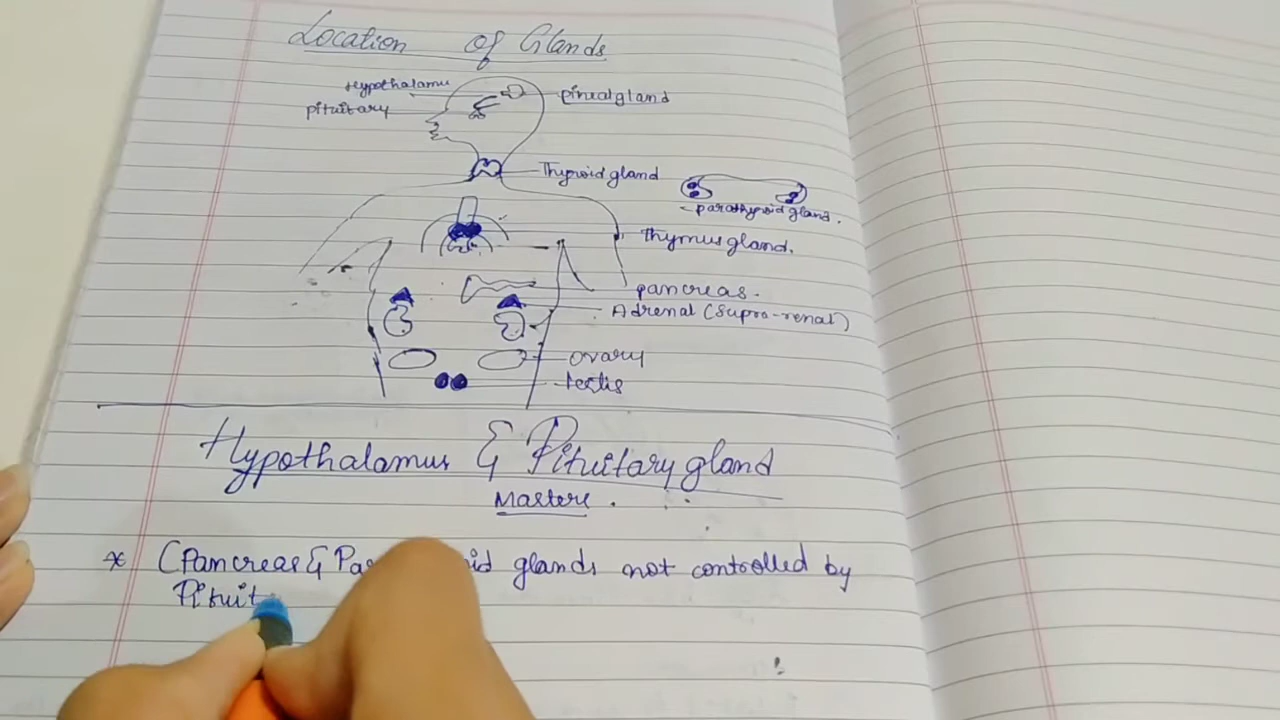 Location of Glands
Hypothalamu
pituitary
pineal gland
Thyroid gland
parathyroid gland.
Thymus gland.
pancreas.
Adrenal (Supra-renal)
ovary
testis
Hypothalamus & Pituitary gland
Masters.
* (Pancreas & Pa id glands not controlled by
Pituit